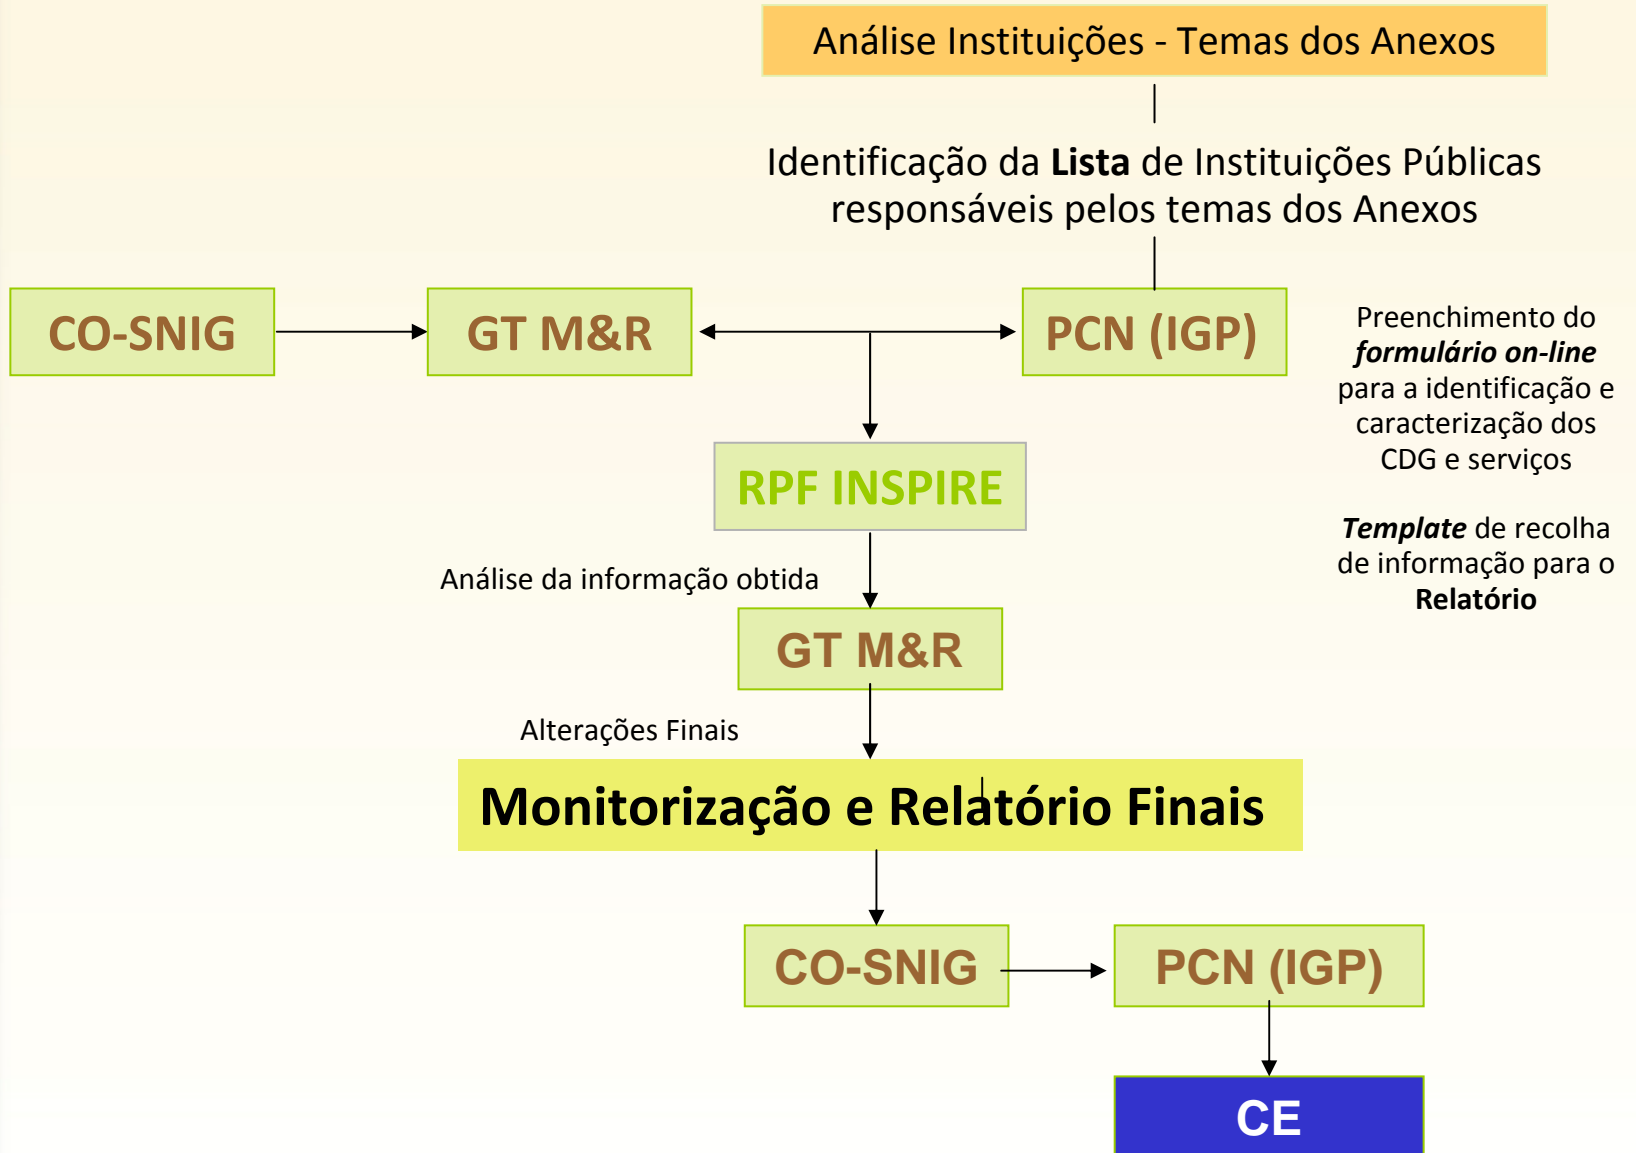 Análise Instituições - Temas dos Anexos
Identificação da Lista de Instituições Públicas
responsáveis pelos temas dos Anexos
CO-SNIG
GT M&R
PCN (IGP)
Preenchimento do
formulário on-line
para a identificação e
caracterização dos
CDG e serviços
Template de recolha
de informação para o
Relatório
RPF INSPIRE
Análise da informação obtida
GT M&R
Alterações Finais
Monitorização e Relatório Finais
CO-SNIG
PCN (IGP)
CE